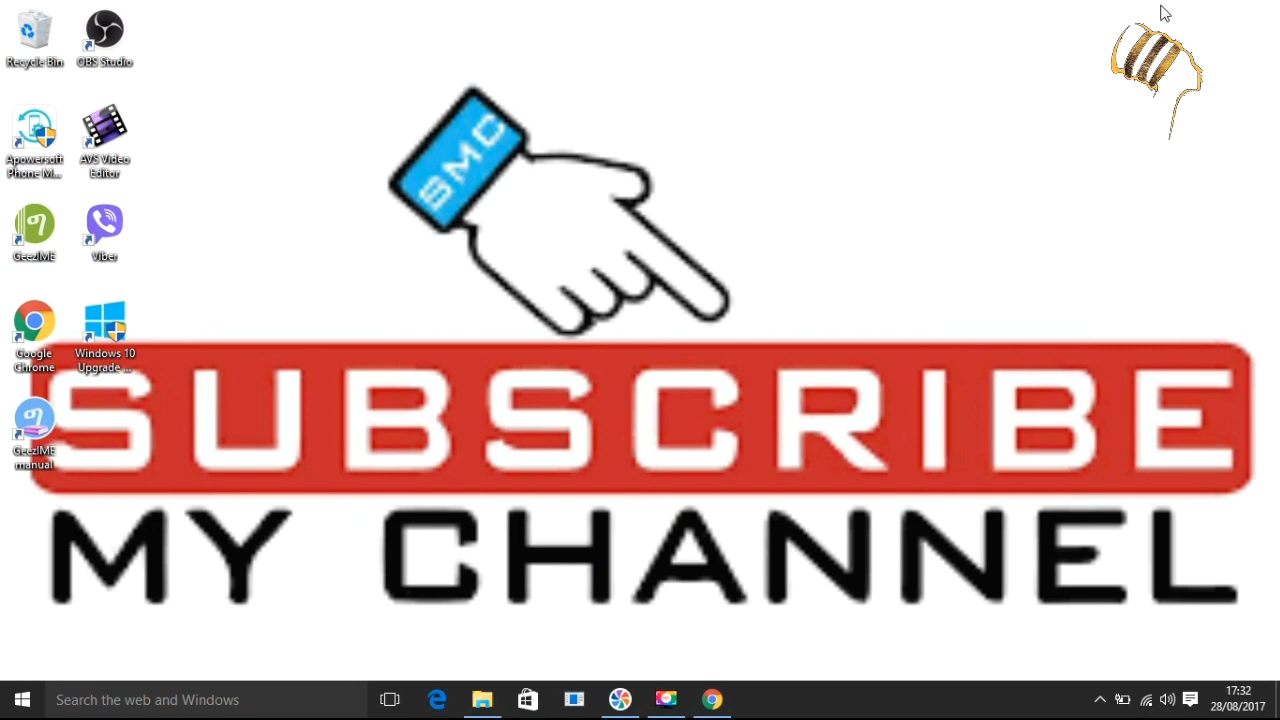 Recycle Bin
OBS Studio
Apowersoft
Phone M...
AVS Video
Editor
GeezIME
Viber
Google
Chrome
Windows 10
Upgrade ...
GeezIME
manual
SMC
SUBSCRIBE
MY CHANNEL
Search the web and Windows
17:32
28/08/2017